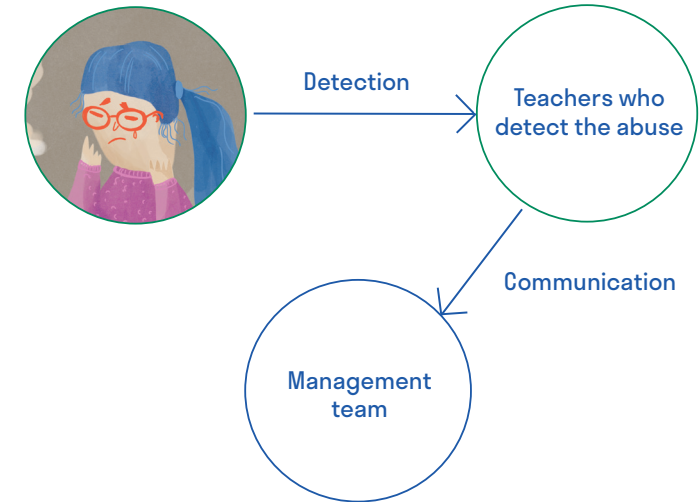 Detection
Teachers who
detect the abuse
Communication
Management
team